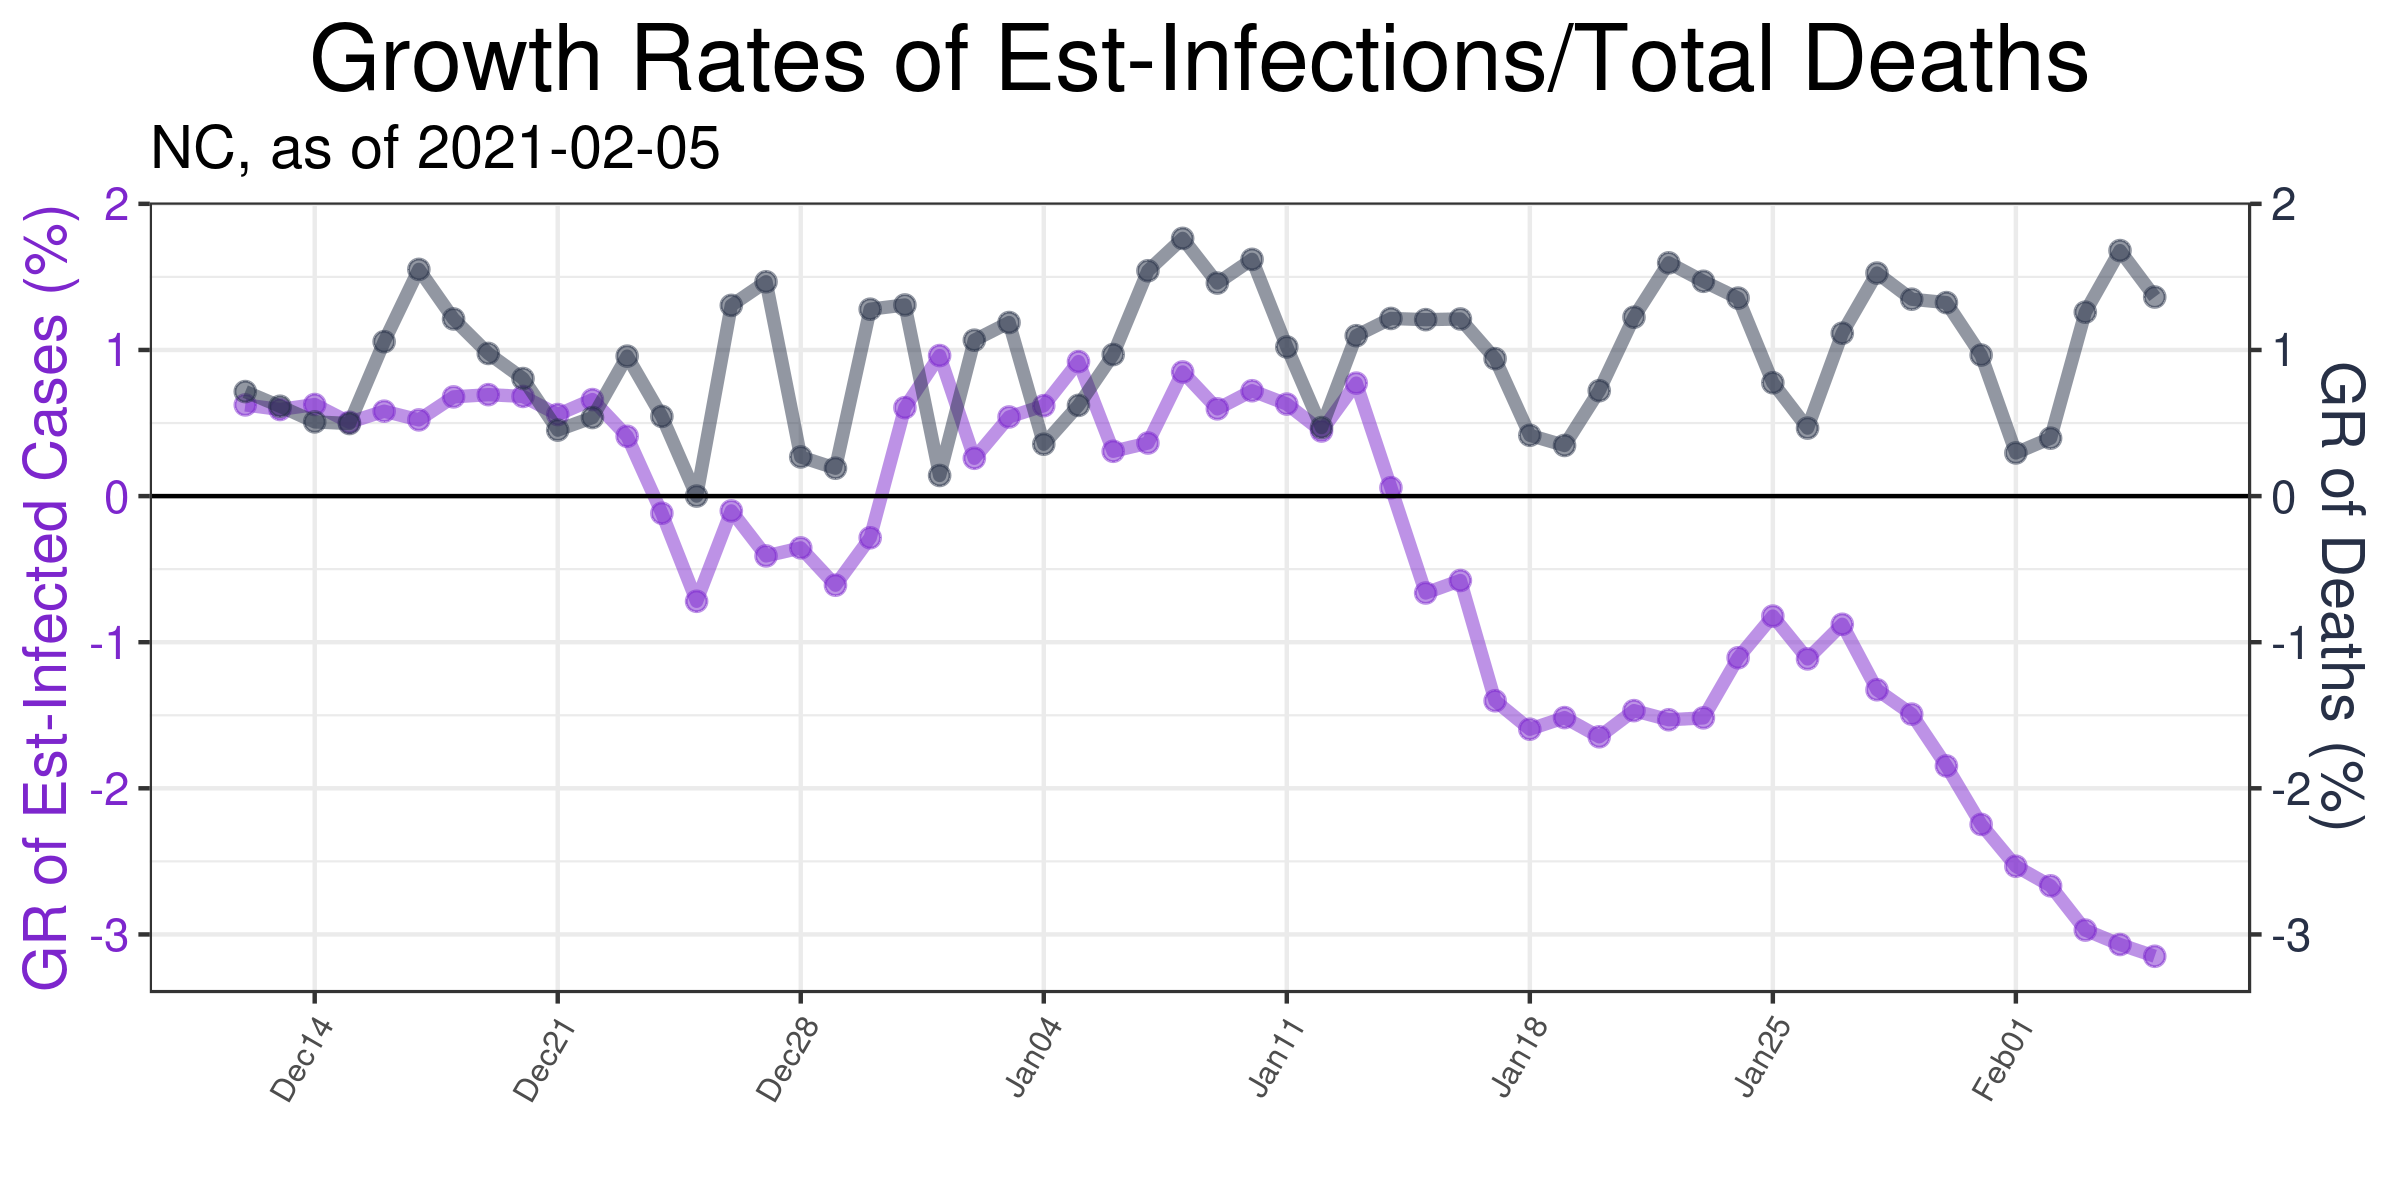 Growth Rates of Est-Infections/Total Deaths
NC, as of 2021-02-05
GR of Est-Infected Cases (%)
2
1
0
-1
-2
-3
2
1
0
-1
-2
-3
GR of Deaths (%)
Dec14
Dec21
Dec28
Jan04
Jan11
Jan18
Jan25
Feb01